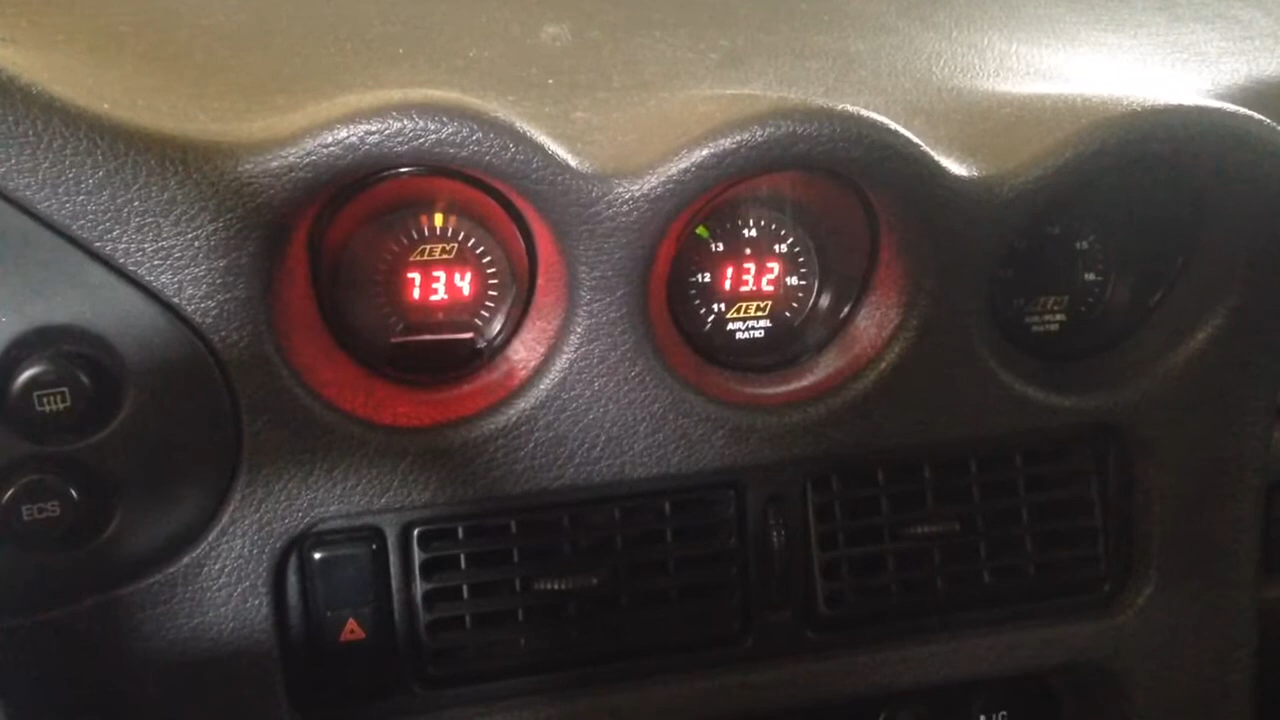 AEM
73.4
14
13
15
13.2
12
16
11
AEM
AIR/FUEL
RATIO
15
16
AEM
AIR/FUEL
RATIO
ECS